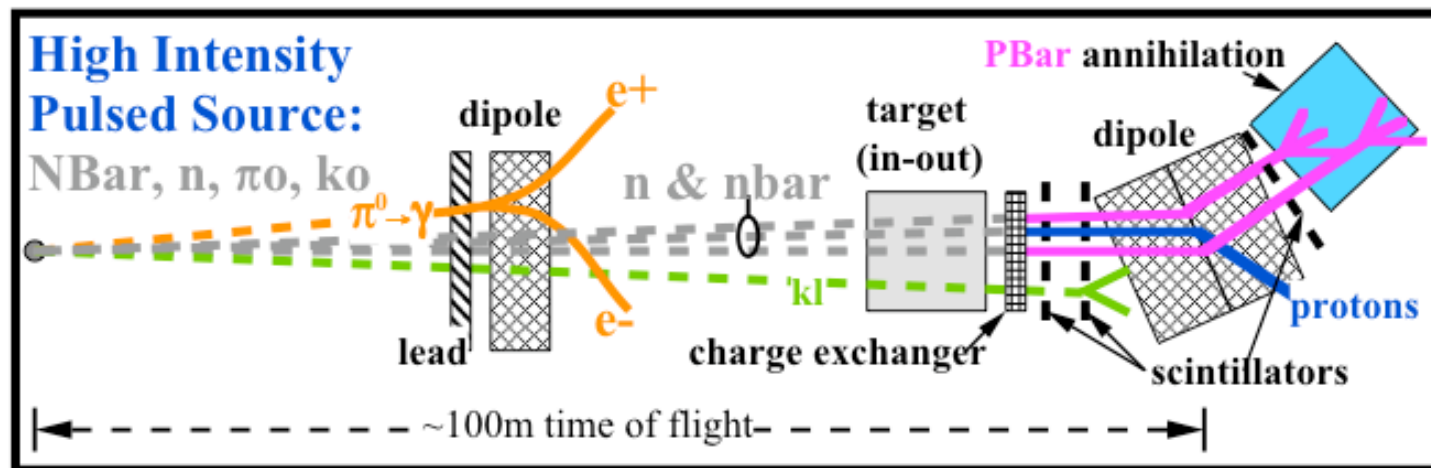 High Intensity
Pulsed Source:
NBar, n, πo, ko
dipole
e+
π⁰→γ
e-
lead
n & nbar
kl
target
(in-out)
charge exchanger
PBar annihilation
dipole
protons
scintillators
~100m time of flight